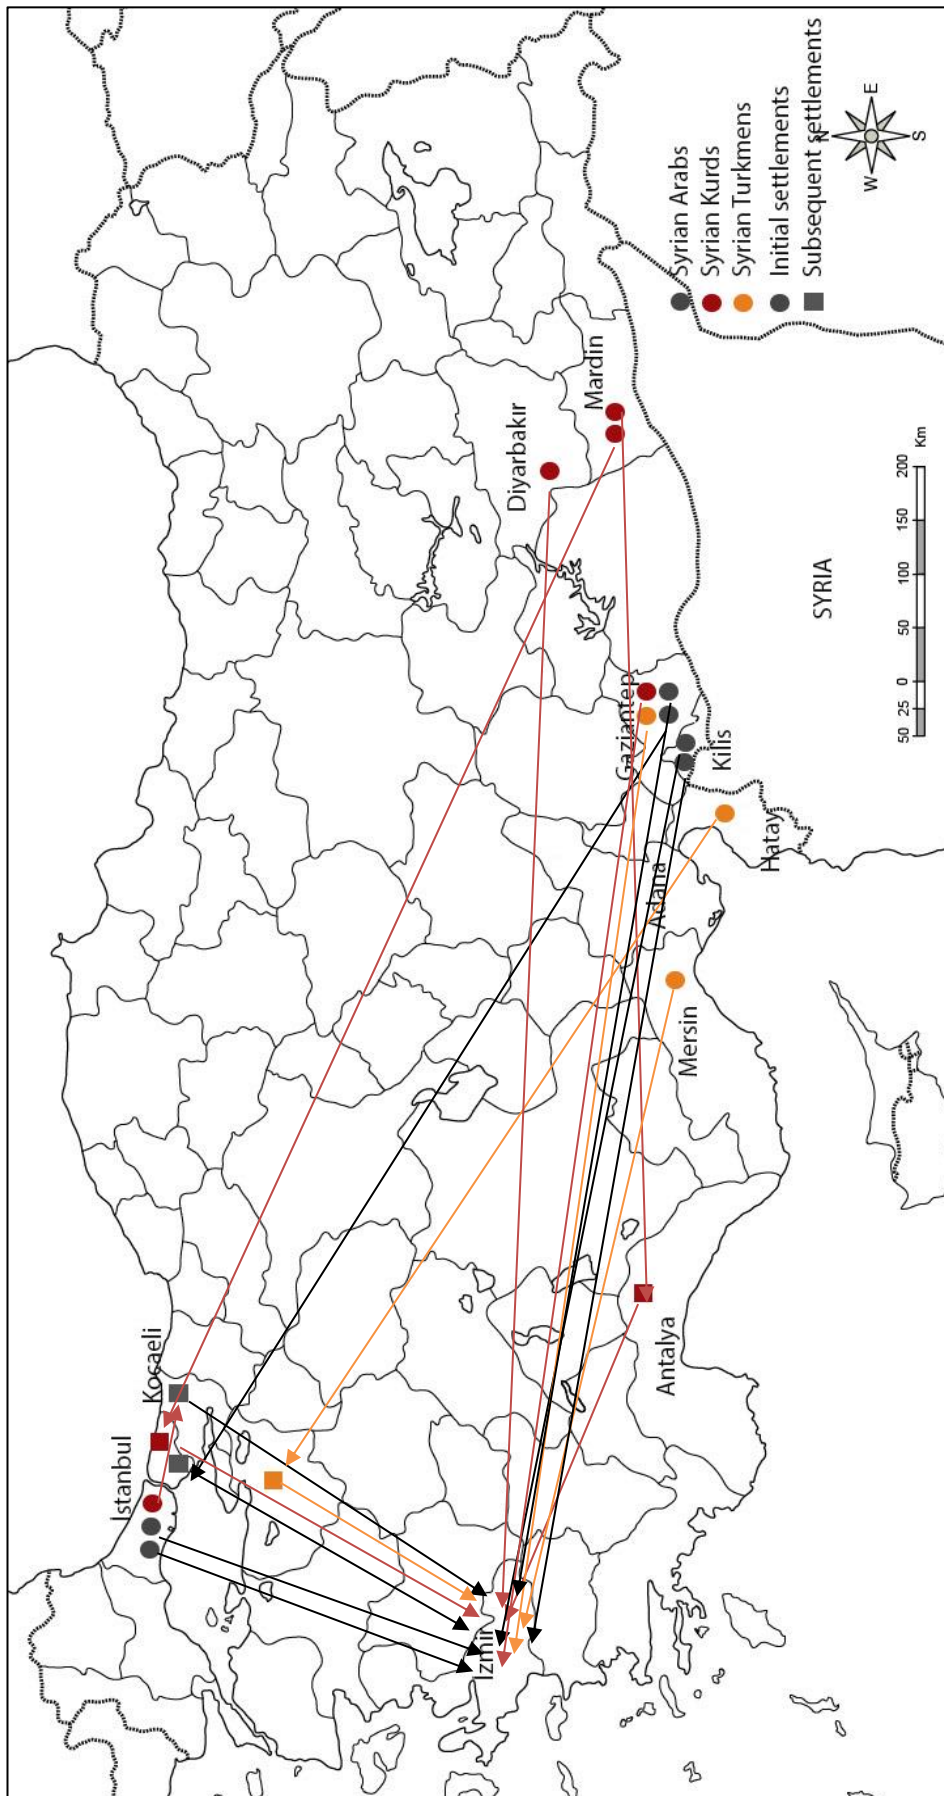 Istanbul
Kocaeli
Izmir
Antalya
Mersin
Adana
Hatay
Kilis
Gaziantep
Diyarbakır
Mardin
SYRIA
Syrian Arabs
Syrian Kurds
Syrian Turkmens
Initial settlements
Subsequent settlements
N
W
E
S
50 25 0 50 100 150 200
Km